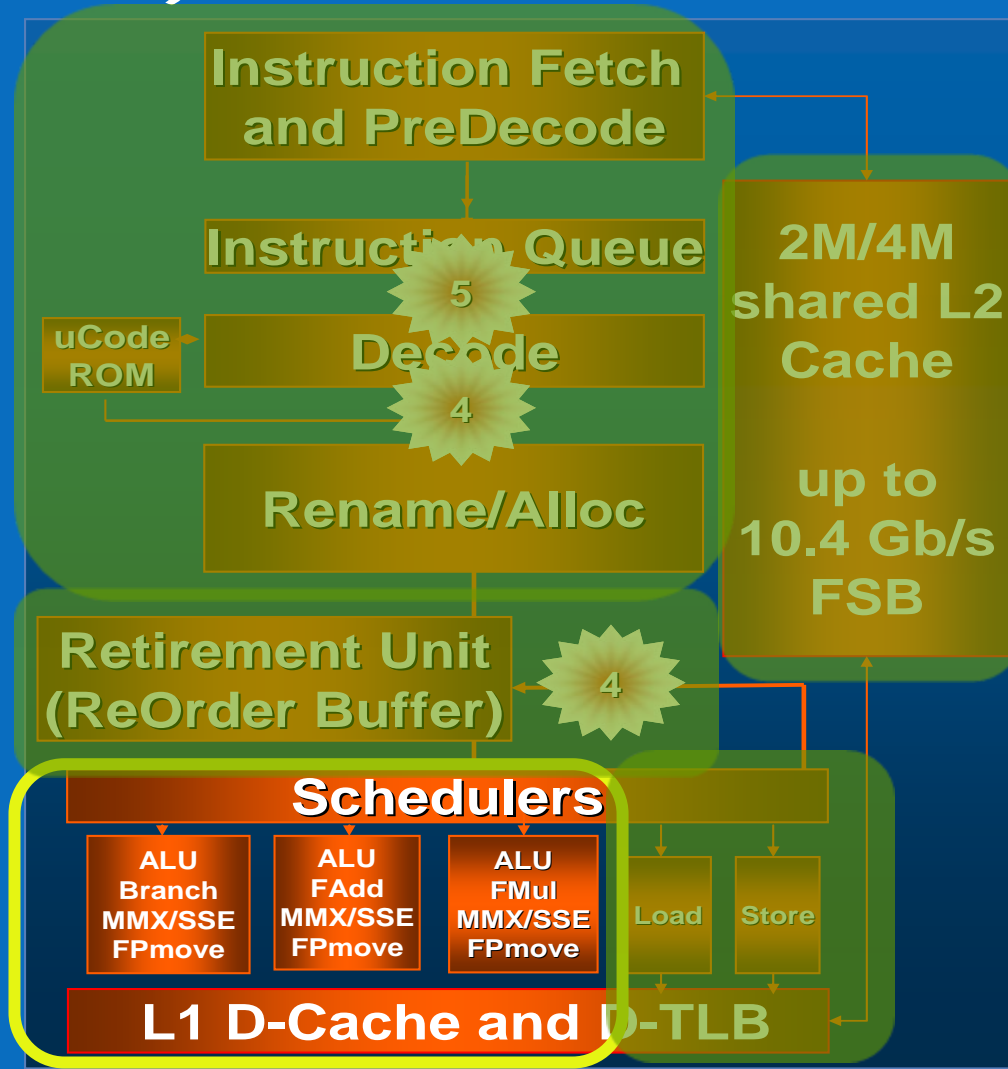 Instruction Fetch
and PreDecode
Instruction Queue
5
2M/4M
shared L2
Cache
up to
10.4 Gb/s
FSB
uCode
ROM
Decode
4
Rename/Alloc
Retirement Unit
(ReOrder Buffer)
4
Schedulers
ALU
Branch
MMX/SSE
FPmove
ALU
FAdd
MMX/SSE
FPmove
ALU
FMul
MMX/SSE
FPmove
Load
Store
L1 D-Cache and D-TLB